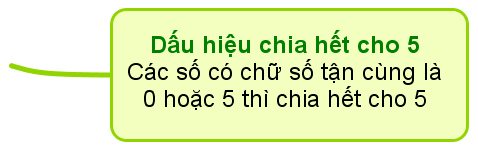 Dấu hiệu chia hết cho 5
Các số có chữ số tận cùng là
0 hoặc 5 thì chia hết cho 5